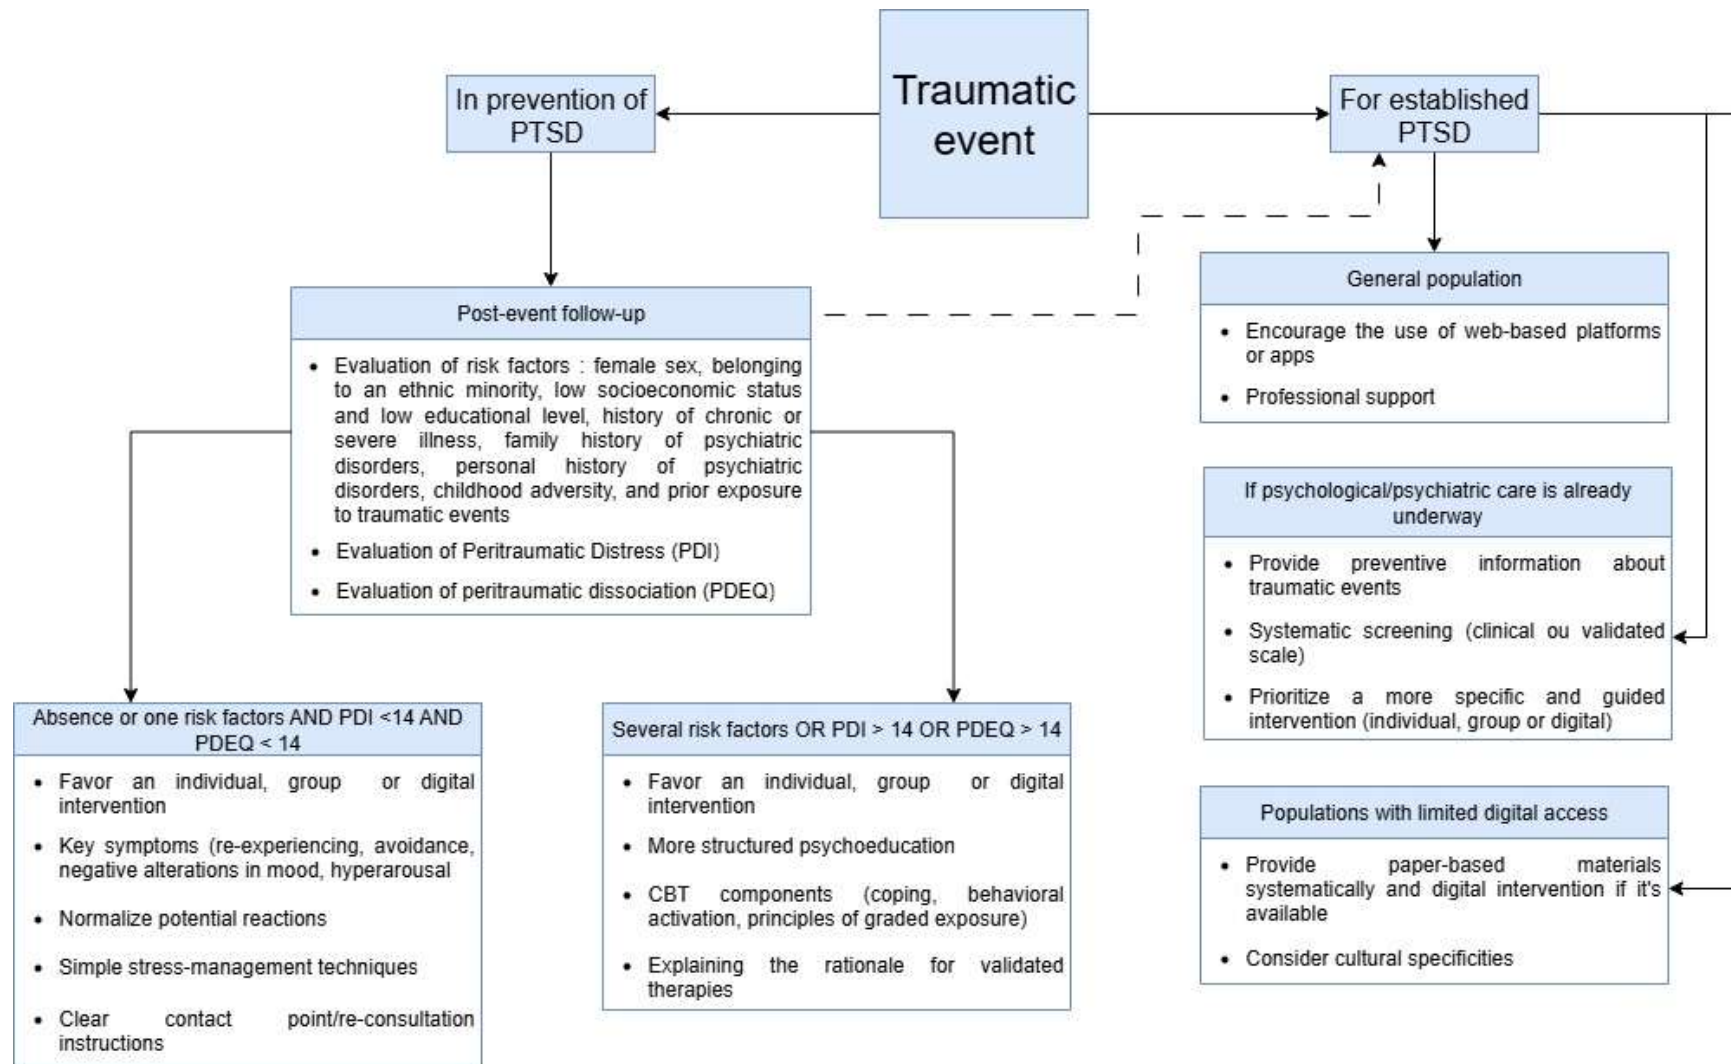 Traumatic
event
In prevention of
PTSD
For established
PTSD
Post-event follow-up
• Evaluation of risk factors : female sex, belonging
to an ethnic minority, low socioeconomic status
and low educational level, history of chronic or
severe illness, family history of psychiatric
disorders, personal history of psychiatric
disorders, childhood adversity, and prior exposure
to traumatic events
• Evaluation of Peritraumatic Distress (PDI)
• Evaluation of peritraumatic dissociation (PDEQ)
Absence or one risk factors AND PDI <14 AND
PDEQ < 14
• Favor an individual, group or digital
intervention
• Key symptoms (re-experiencing, avoidance,
negative alterations in mood, hyperarousal
• Normalize potential reactions
• Simple stress-management techniques
• Clear contact point/re-consultation
instructions
Several risk factors OR PDI > 14 OR PDEQ > 14
• Favor an individual, group or digital
intervention
• More structured psychoeducation
• CBT components (coping, behavioral
activation, principles of graded exposure)
• Explaining the rationale for validated
therapies
General population
• Encourage the use of web-based platforms
or apps
• Professional support
If psychological/psychiatric care is already
underway
• Provide preventive information about
traumatic events
• Systematic screening (clinical ou validated
scale)
• Prioritize a more specific and guided
intervention (individual, group or digital)
Populations with limited digital access
• Provide paper-based materials
systematically and digital intervention if it's
available
• Consider cultural specificities